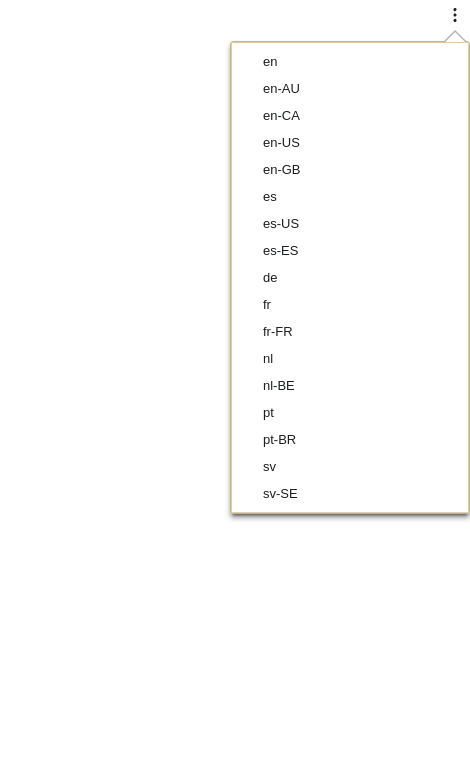 en
en-AU
en-CA
en-US
en-GB
es
es-US
es-ES
de
fr
fr-FR
nl
nl-BE
pt
pt-BR
sv
sv-SE